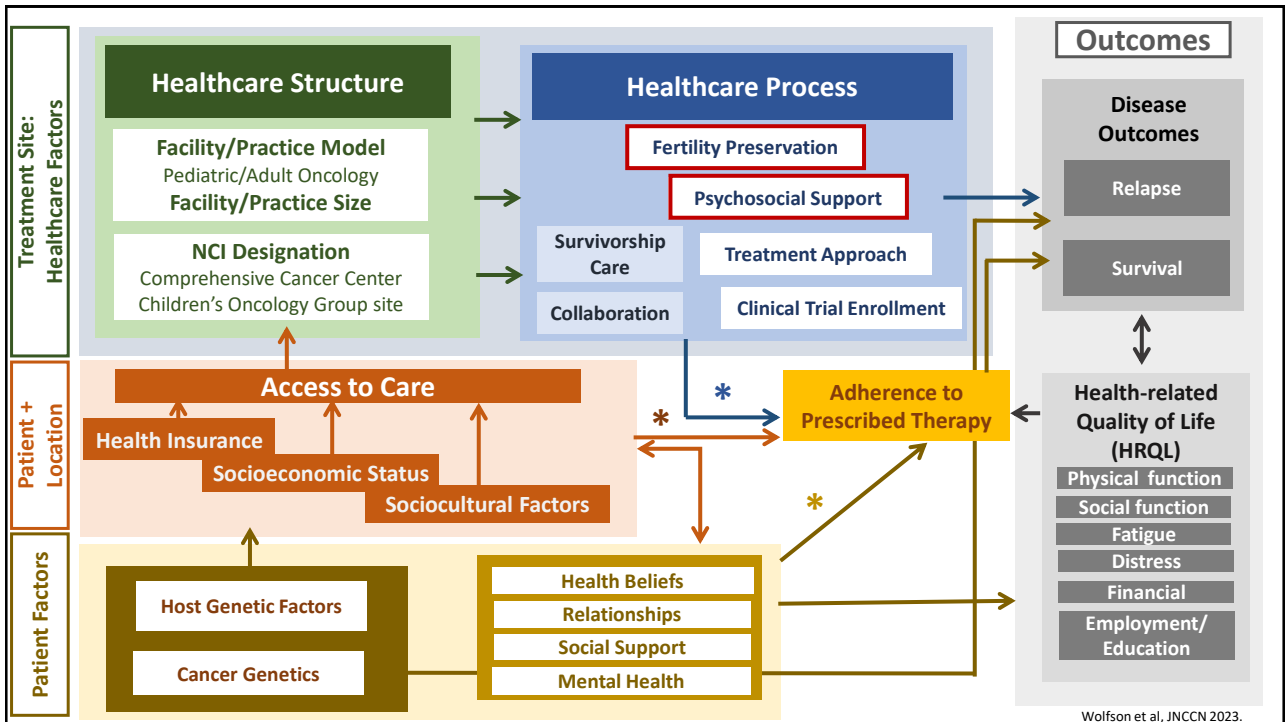 Treatment Site:
Healthcare Factors
Healthcare Structure
Facility/Practice Model
Pediatric/Adult Oncology
Facility/Practice Size
NCI Designation
Comprehensive Cancer Center
Children's Oncology Group site
Healthcare Process
Fertility Preservation
Psychosocial Support
Survivorship
Care
Treatment Approach
Collaboration
Clinical Trial Enrollment
Outcomes
Disease
Outcomes
Relapse
Survival
Patient +
Location
Access to Care
Health Insurance
Socioeconomic Status
Sociocultural Factors
*
*
Adherence to
Prescribed Therapy
*
Health-related
Quality of Life
(HRQL)
Physical function
Social function
Fatigue
Distress
Financial
Employment/
Education
Patient Factors
Host Genetic Factors
Cancer Genetics
Health Beliefs
Relationships
Social Support
Mental Health
Wolfson et al, JNCCN 2023.